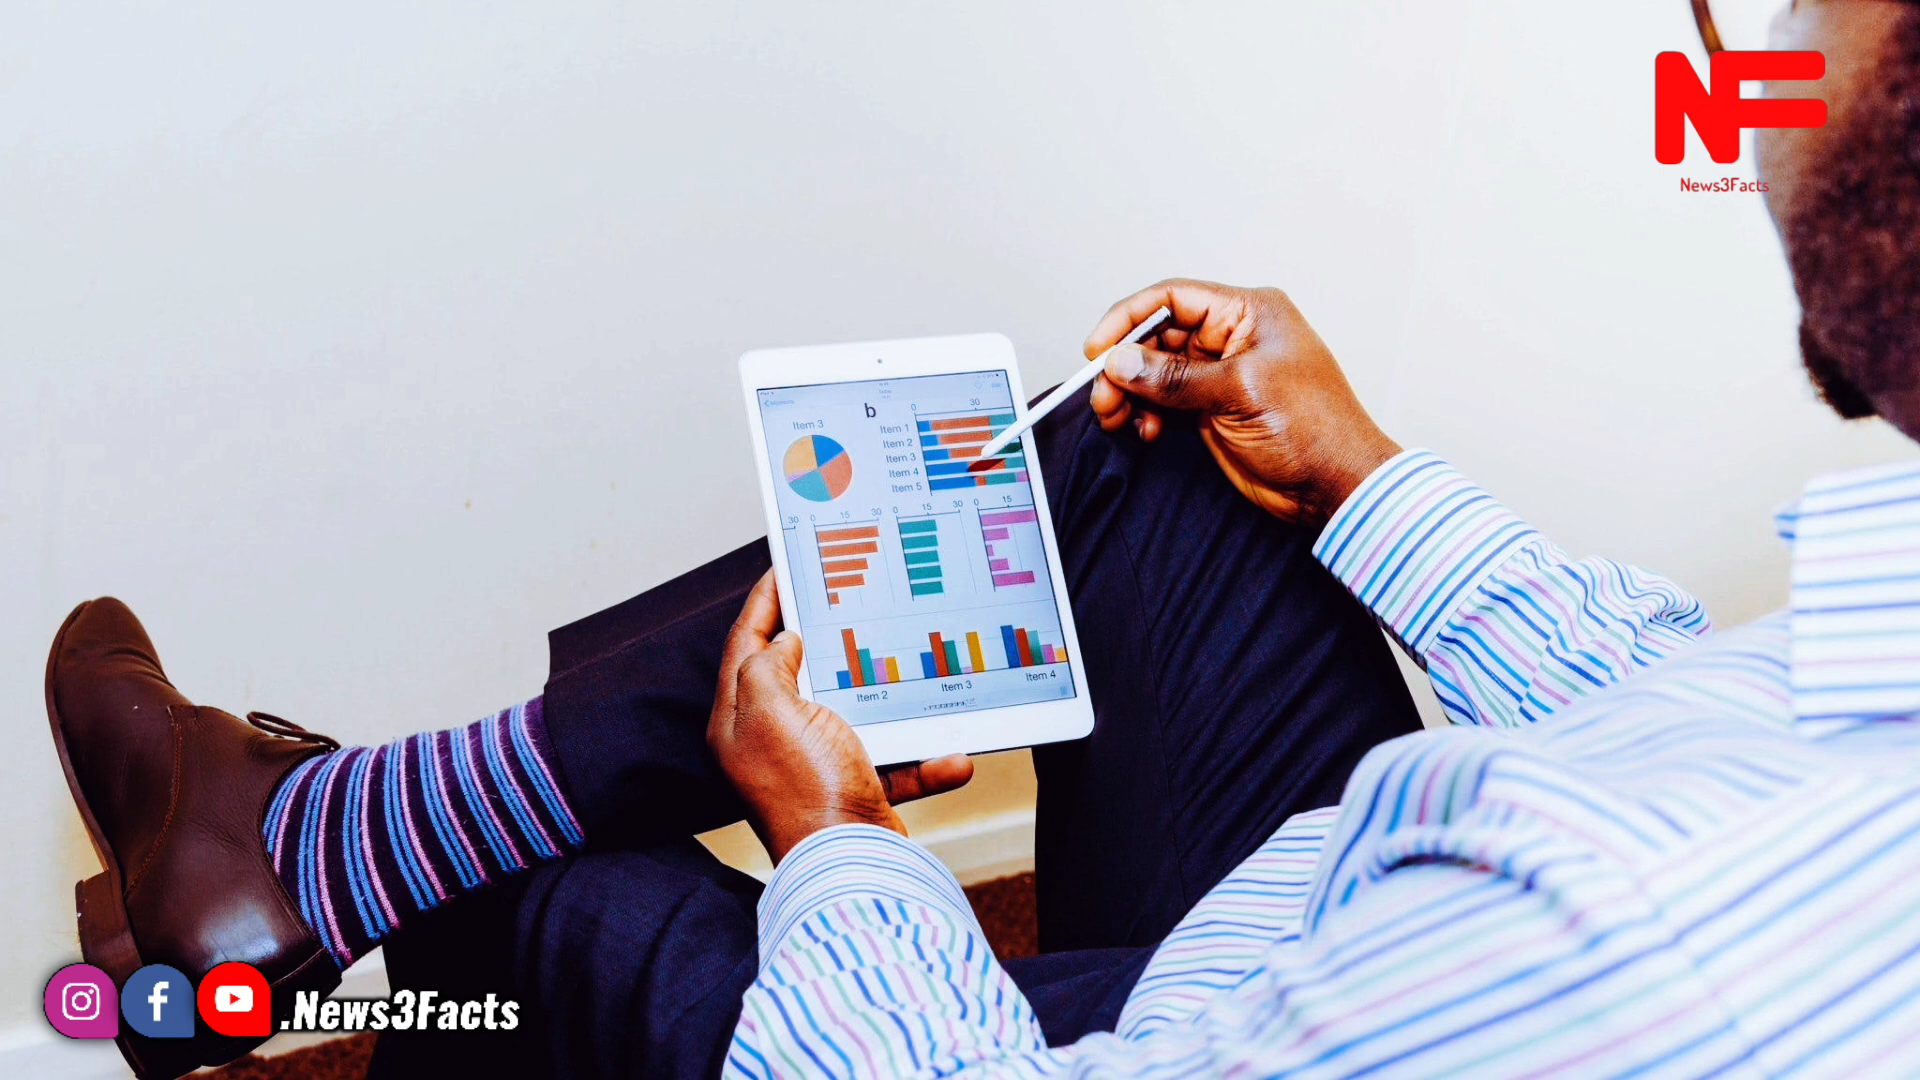 NF
News3Facts
b
Item 3
0 30
Item 1
Item 2
Item 3
Item 4
Item 5
30 0 15 30 0 15 30 0 15
Item 2 Item 3 Item 4
.News3Facts